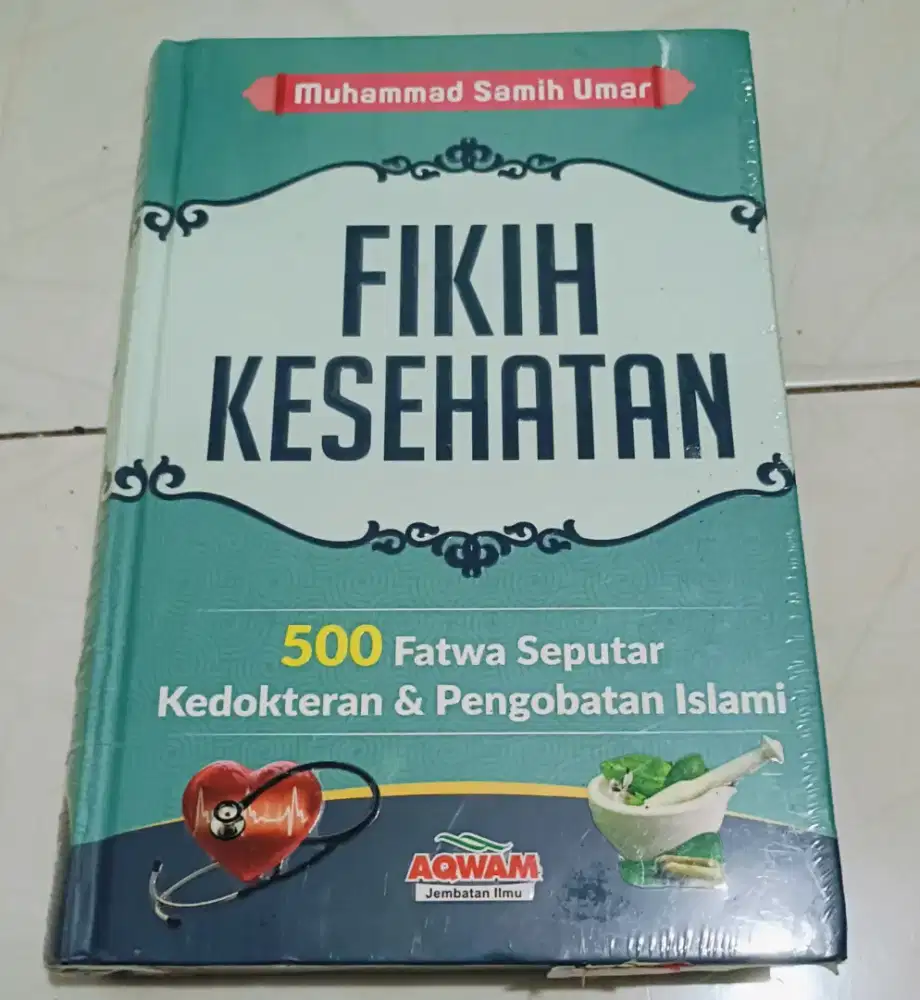 Muhammad Samih Umar
FIKIH
KESEHATAN
500 Fatwa Seputar
Kedokteran & Pengobatan Islami
AQWAM
Jembatan Ilmu